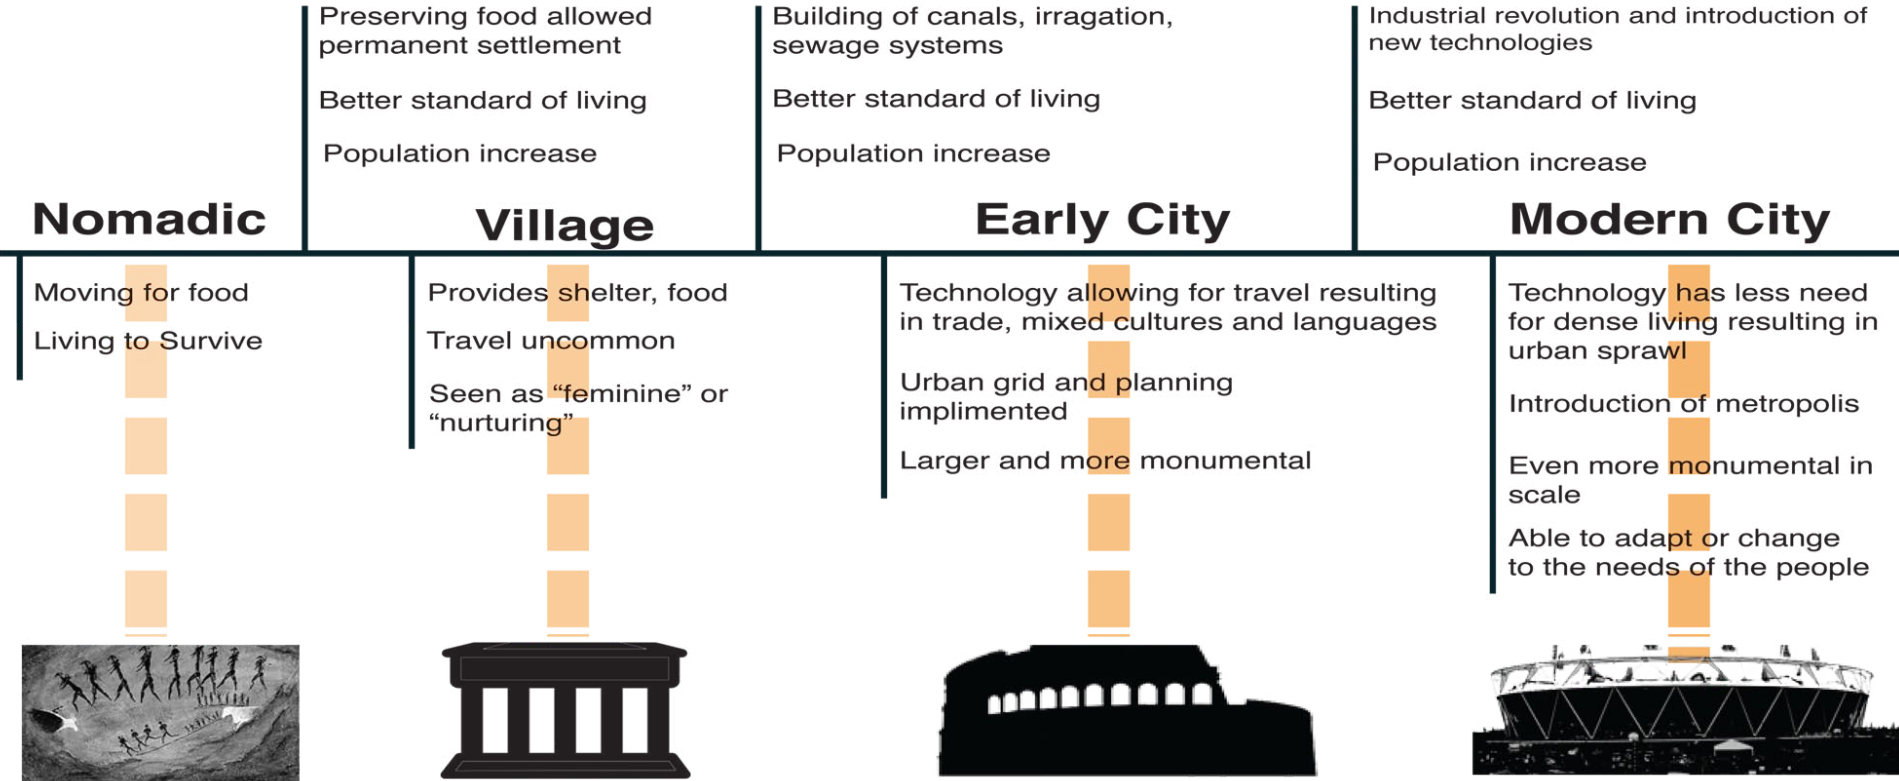 Preserving food allowed
permanent settlement
Better standard of living
Population increase
Building of canals, irragation,
sewage systems
Better standard of living
Population increase
Industrial revolution and introduction of
new technologies
Better standard of living
Population increase
Nomadic
Village
Early City
Modern City
Moving for food
Living to Survive
Provides shelter, food
Travel uncommon
Seen as “feminine” or
“nurturing”
Technology allowing for travel resulting
in trade, mixed cultures and languages
Urban grid and planning
implimented
Larger and more monumental
Technology has less need
for dense living resulting in
urban sprawl
Introduction of metropolis
Even more monumental in
scale
Able to adapt or change
to the needs of the people